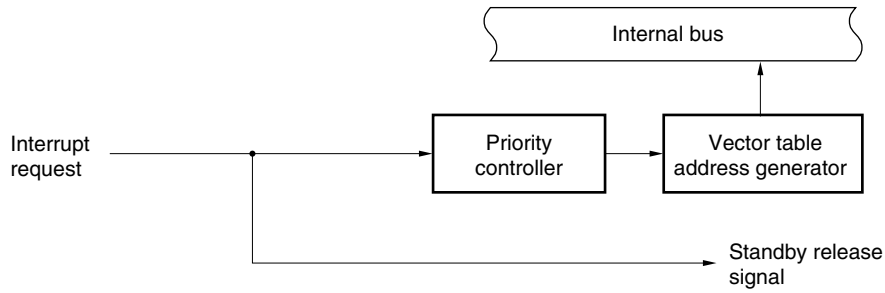 Internal bus
Interrupt
request
Priority
controller
Vector table
address generator
Standby release
signal